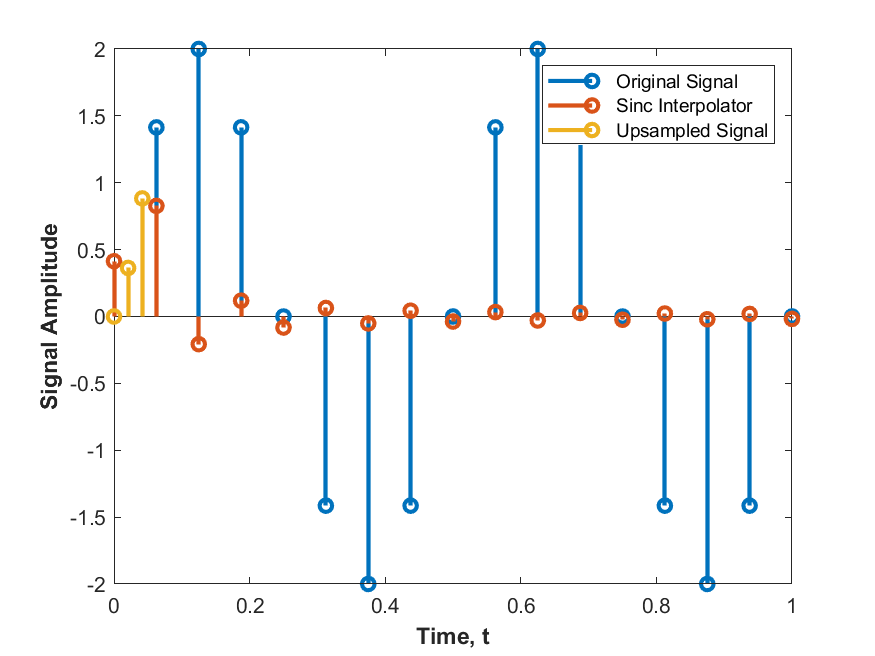 2
1.5
1
0.5
0
-0.5
-1
-1.5
-2
Signal Amplitude
Original Signal
Sinc Interpolator
Upsampled Signal
0 0.2 0.4 0.6 0.8 1
Time, t